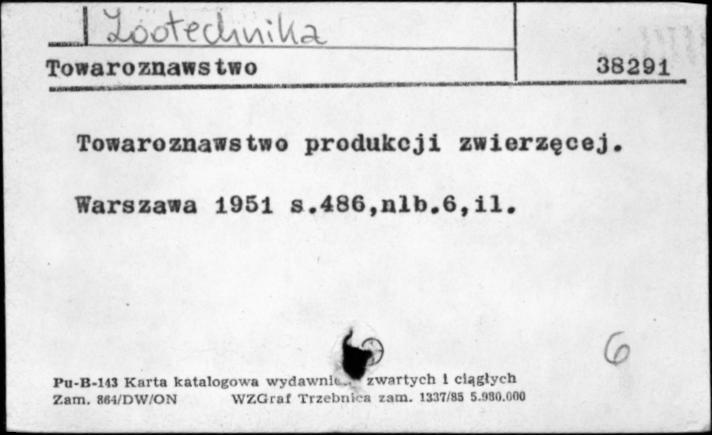 Zootechnika
Towaroznawstwo 38291
Towaroznawstwo produkcji zwierzęcej.
Warszawa 1951 s.486,nlb.6,il.
6
Pu-B-143 Karta katalogowa zwartych i ciągłych
Zam. 864/DW/ON WZGraf Trzebnica zam. 1337/85 5.980.000